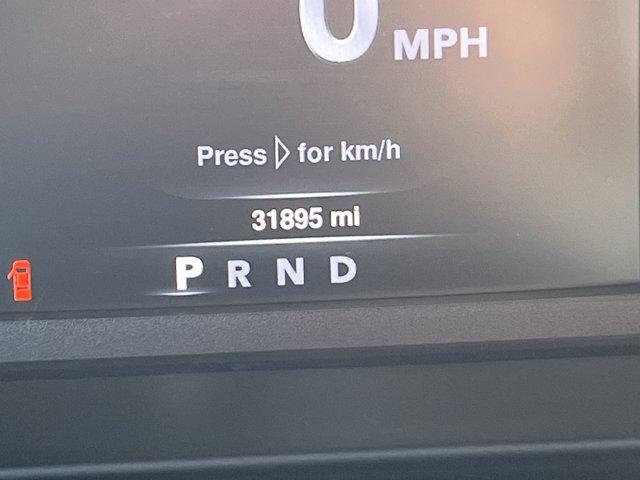 0 MPH
Press ▷ for km/h
31895 mi
P R N D